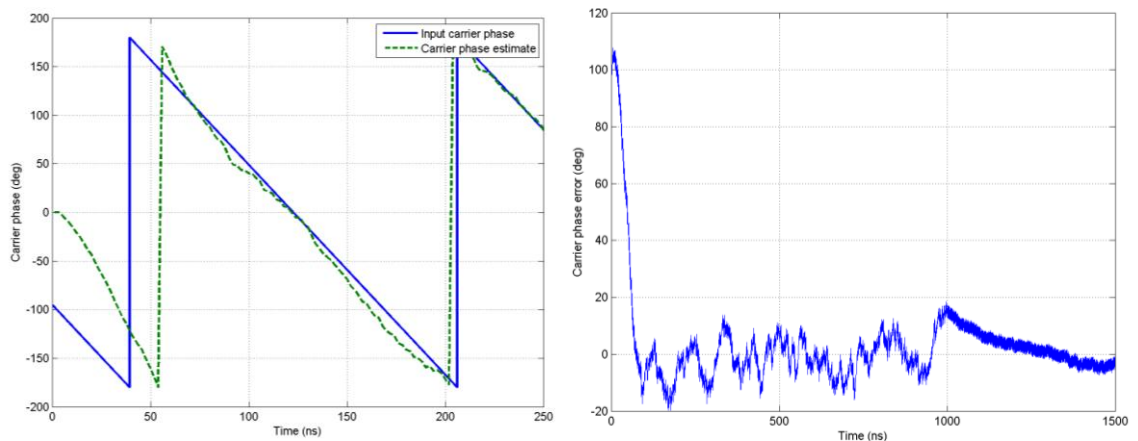 200
150
100
50
0
-50
-100
-150
-200
Carrier phase (deg)
Input carrier phase
Carrier phase estimate
0 50 100 150 200 250
Time (ns)
120
100
80
60
40
20
0
-20
Carrier phase error (deg)
0 500 1000 1500
Time (ns)